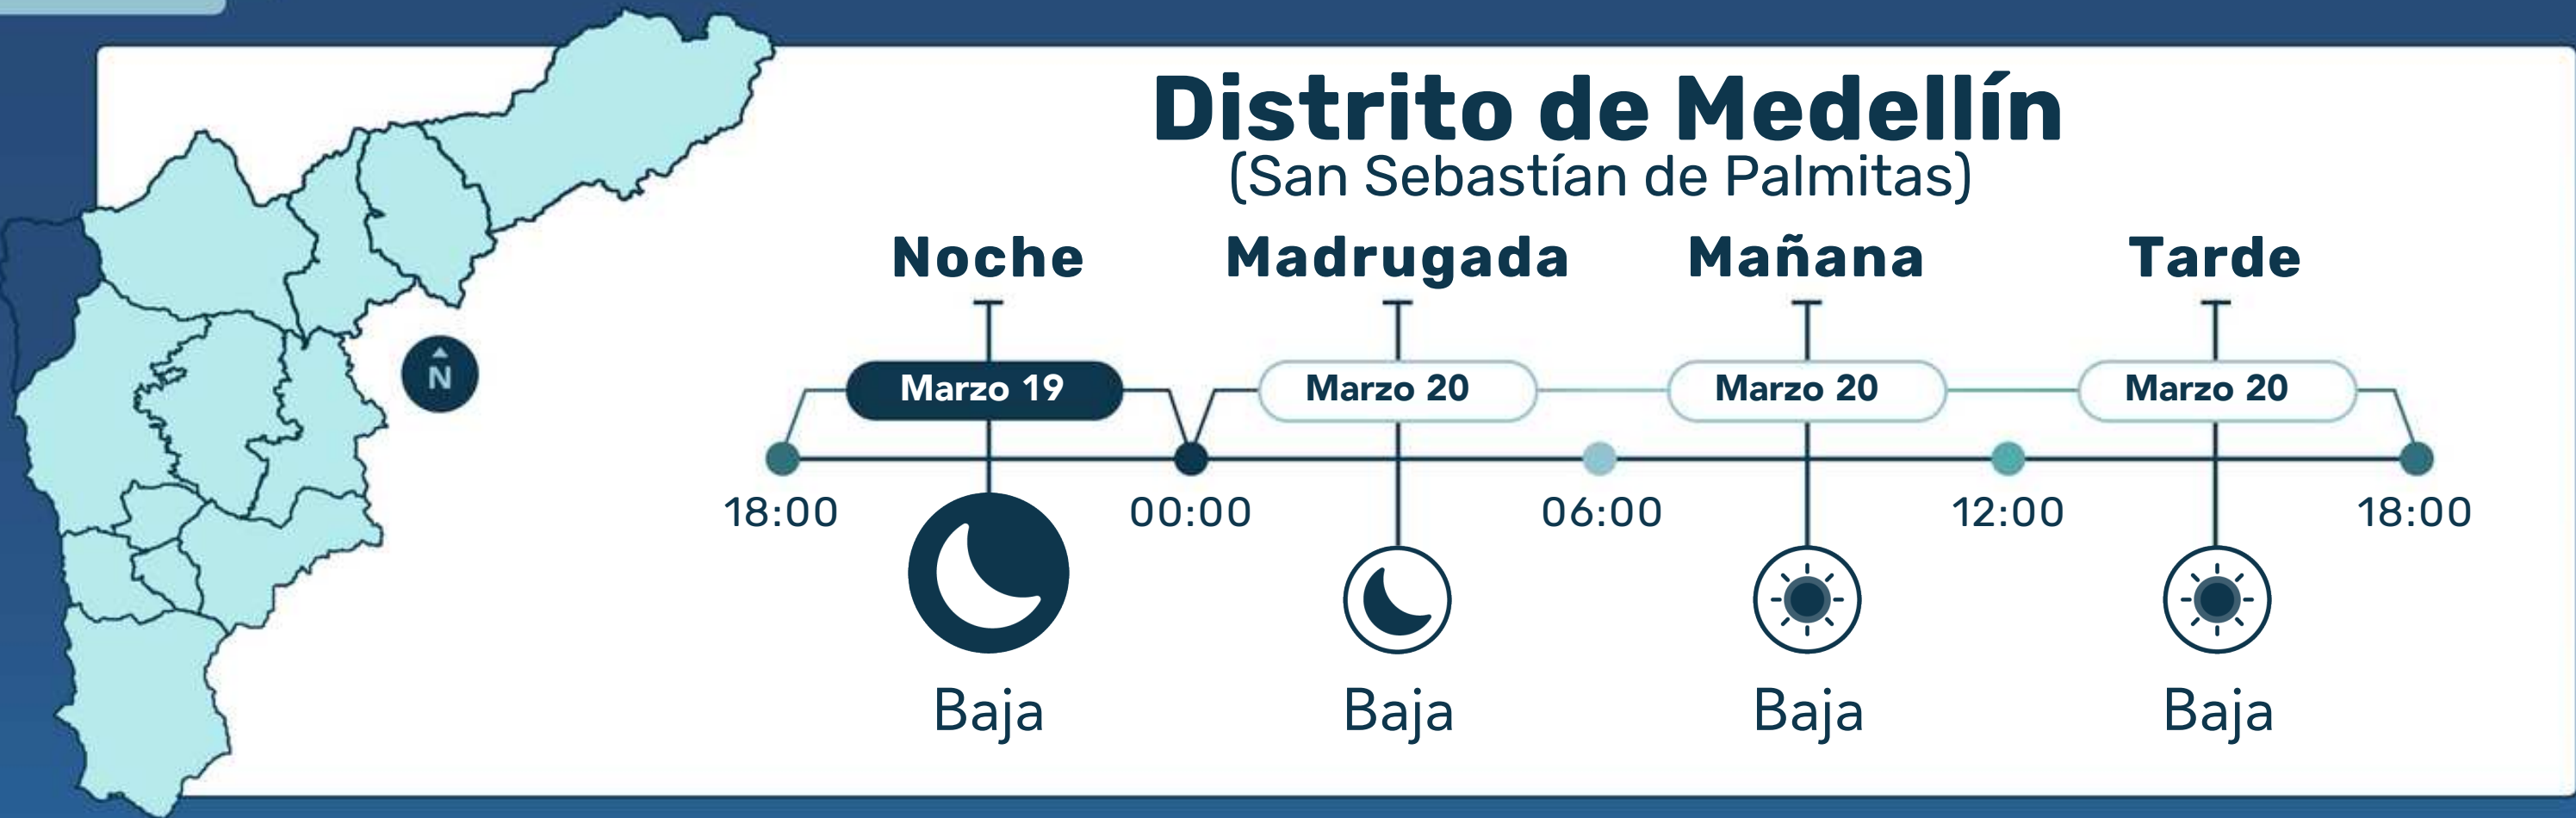 Distrito de Medellín
(San Sebastían de Palmitas)
Noche Madrugada Mañana Tarde
N
Marzo 19 Marzo 20 Marzo 20 Marzo 20
18:00 00:00 06:00 12:00 18:00
Baja Baja Baja Baja